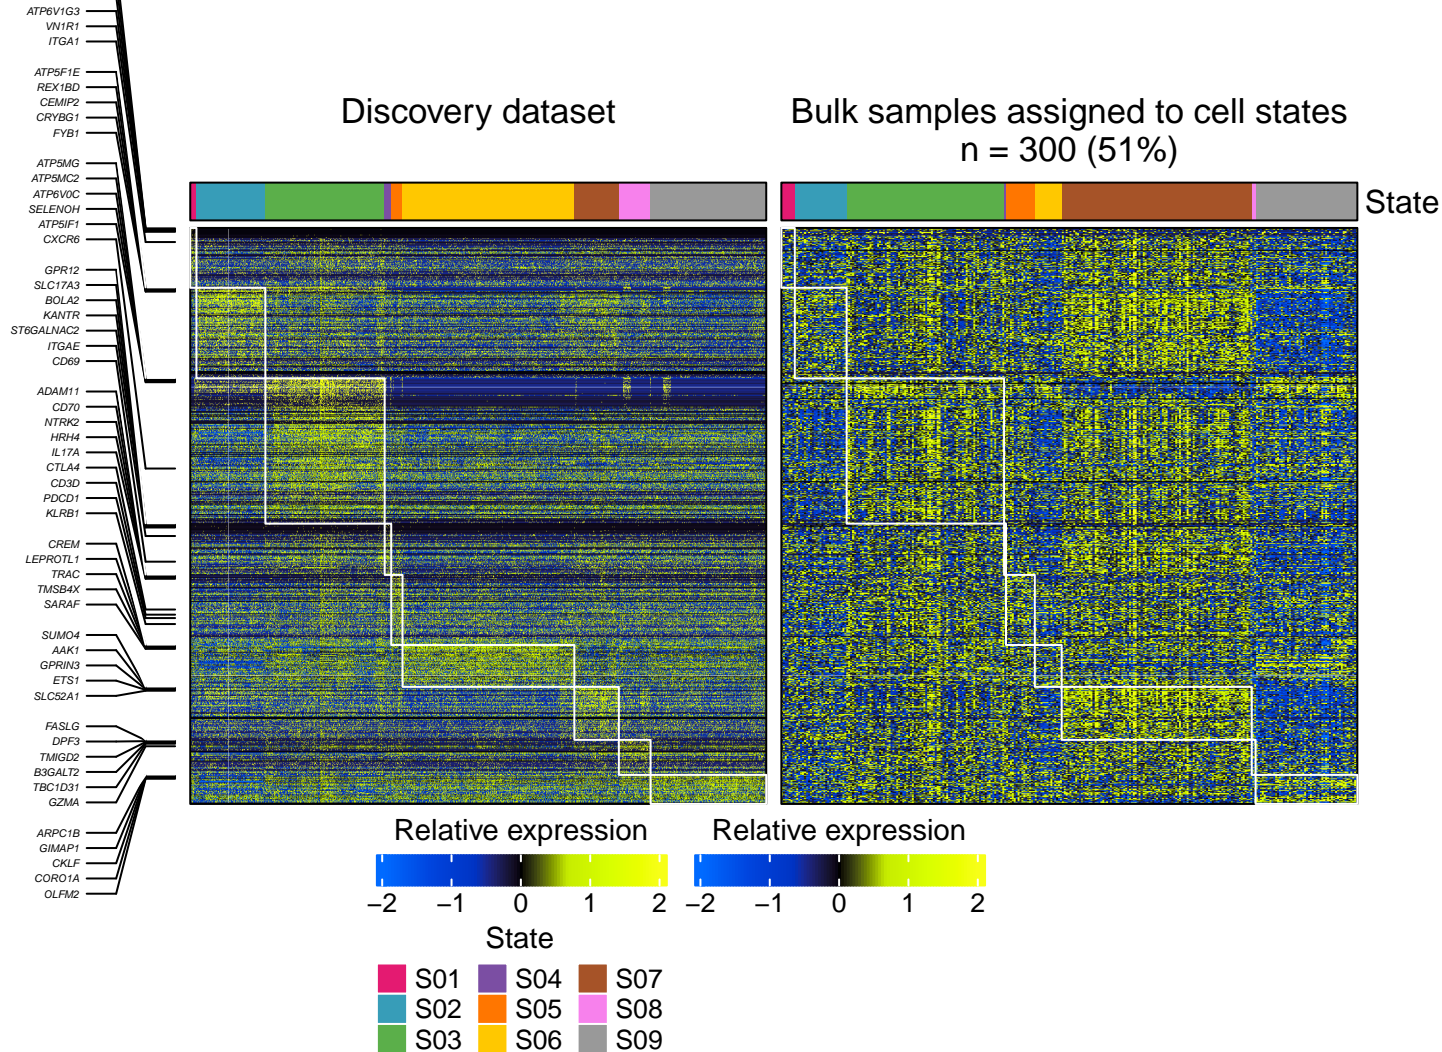 ATP6V1G3
VN1R1
ITGA1
ATP5F1E
REX1BD
CEMIP2
CRYBG1
FYB1
ATP5MG
ATP5MC2
ATP6V0C
SELENOH
ATP5IF1
CXCR6
GPR12
SLC17A3
BOLA2
KANTR
ST6GALNAC2
ITGAE
CD69
ADAM11
CD70
NTRK2
HRH4
IL17A
CTLA4
CD3D
PDCD1
KLRB1
CREM
LEPROTL1
TRAC
TMSB4X
SARAF
SUMO4
AAK1
GPRIN3
ETS1
SLC52A1
FASLG
DPF3
TMIGD2
B3GALT2
TBC1D31
GZMA
ARPC1B
GIMAP1
CKLF
CORO1A
OLFM2
Discovery dataset
Bulk samples assigned to cell states
n = 300 (51%)
State
Relative expression
−2 −1 0 1 2
Relative expression
−2 −1 0 1 2
State
S01 S04 S07
S02 S05 S08
S03 S06 S09